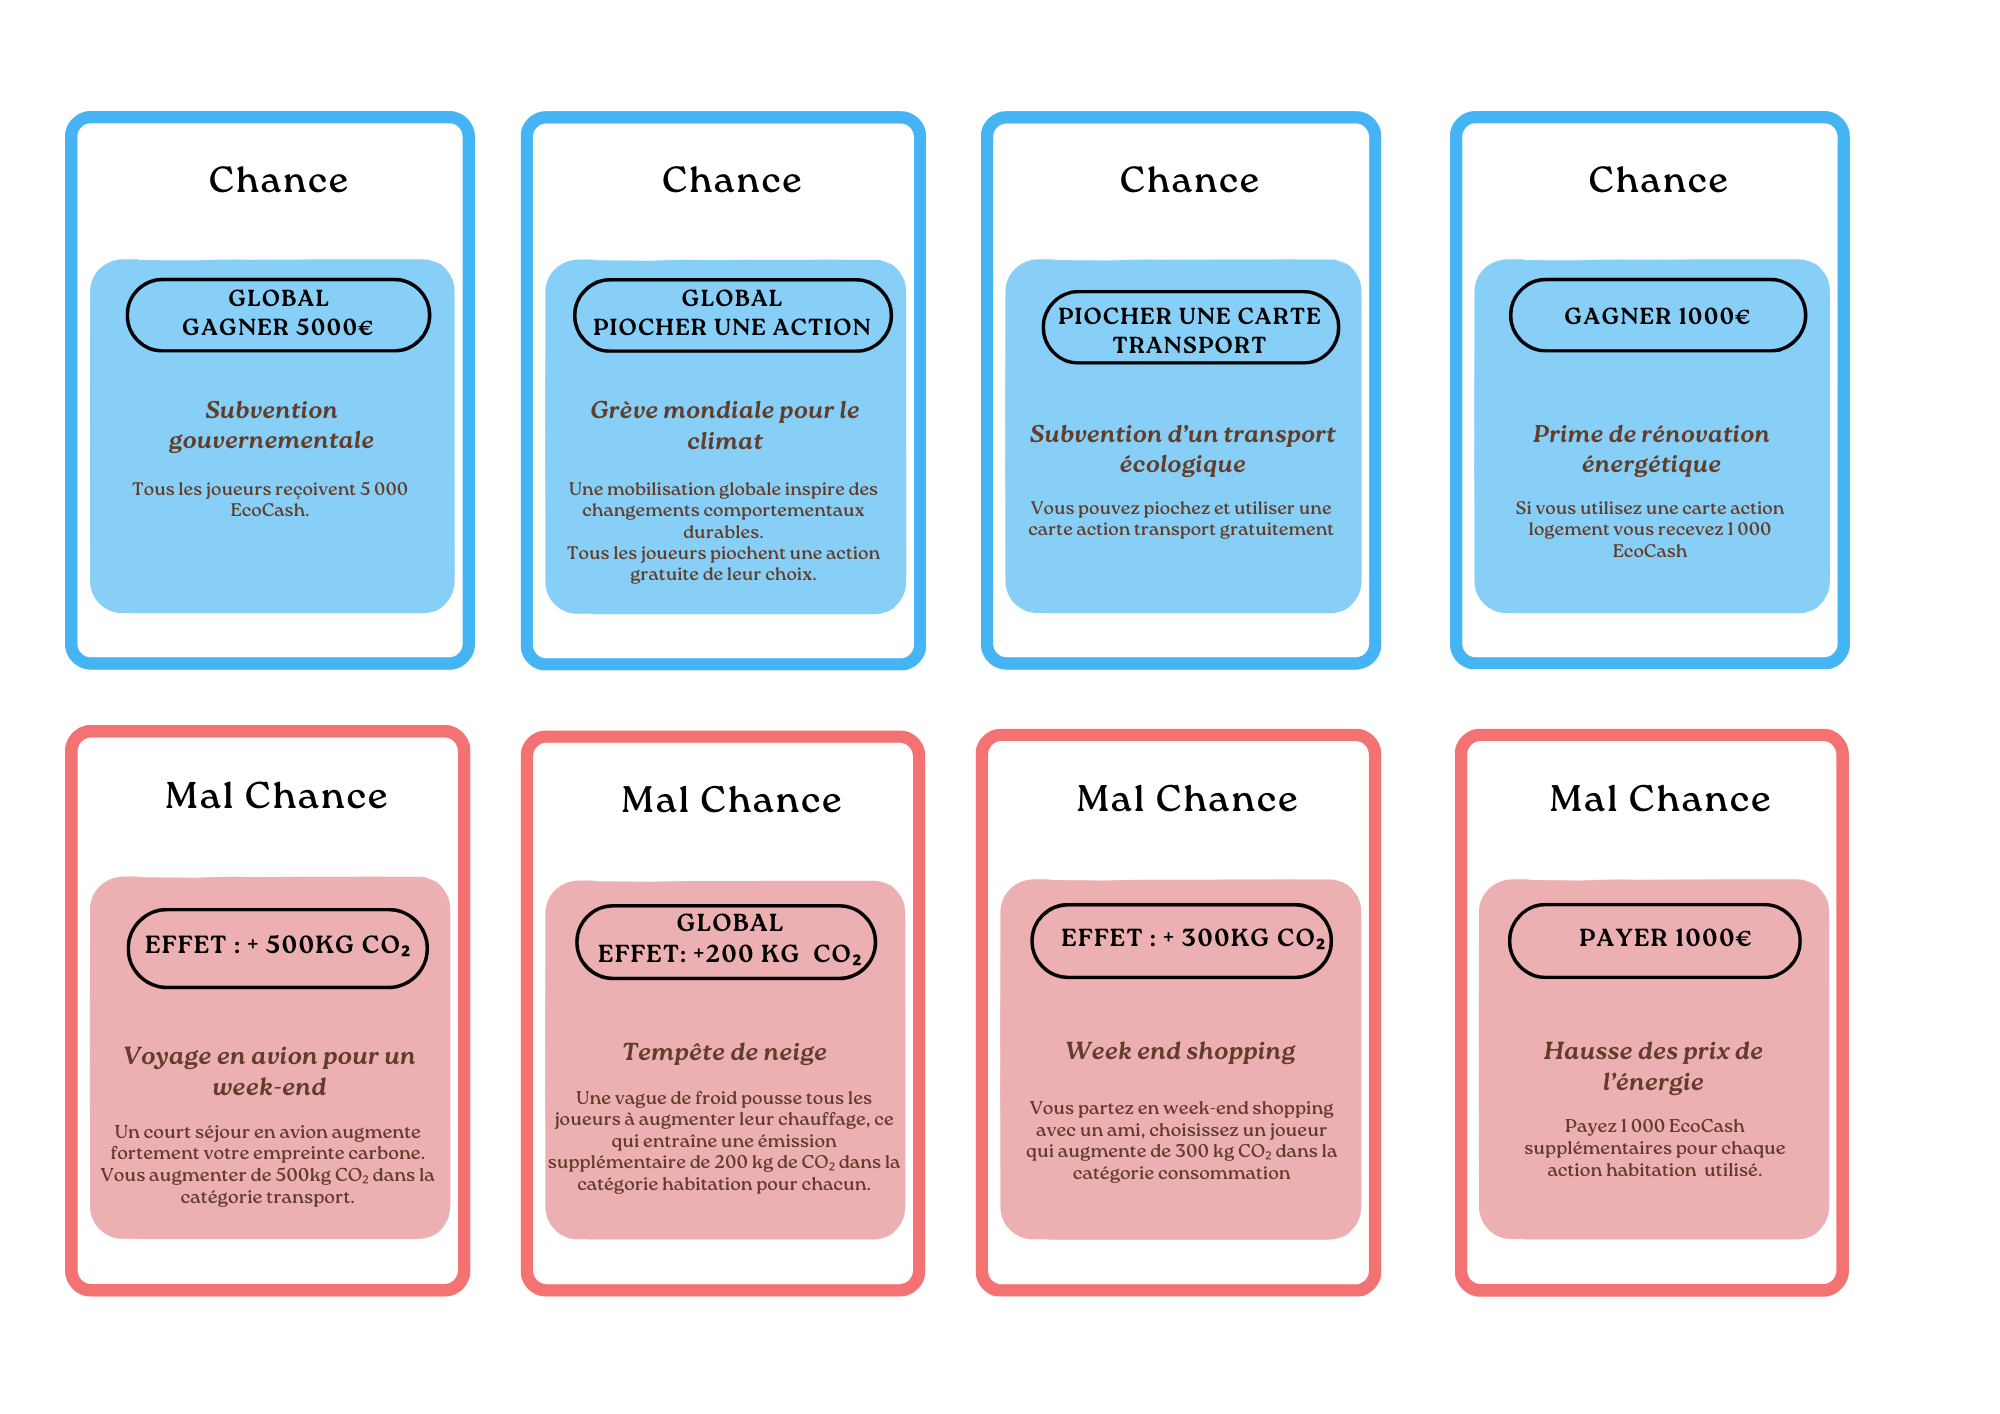 Chance
GLOBAL
GAGNER 5000€
Subvention
gouvernementale
Tous les joueurs reçoivent 5 000
EcoCash.
Chance
GLOBAL
PIOCHER UNE ACTION
Grève mondiale pour le
climat
Une mobilisation globale inspire des
changements comportementaux
durables.
Tous les joueurs piochent une action
gratuite de leur choix.
Chance
PIOCHER UNE CARTE
TRANSPORT
Subvention d'un transport
écologique
Vous pouvez piochez et utiliser une
carte action transport gratuitement
Chance
GAGNER 1000€
Prime de rénovation
énergétique
Si vous utilisez une carte action
logement vous recevez 1 000
EcoCash
Mal Chance
EFFET : + 500KG CO₂
Voyage en avion pour un
week-end
Un court séjour en avion augmente
fortement votre empreinte carbone.
Vous augmenter de 500kg CO₂ dans la
catégorie transport.
Mal Chance
GLOBAL
EFFET: +200 KG CO₂
Tempête de neige
Une vague de froid pousse tous les
joueurs à augmenter leur chauffage, ce
qui entraîne une émission
supplémentaire de 200 kg de CO₂ dans la
catégorie habitation pour chacun.
Mal Chance
EFFET : + 300KG CO₂
Week end shopping
Vous partez en week-end shopping
avec un ami, choisissez un joueur
qui augmente de 300 kg CO₂ dans la
catégorie consommation
Mal Chance
PAYER 1000€
Hausse des prix de
l'énergie
Payez 1 000 EcoCash
supplémentaires pour chaque
action habitation utilisé.